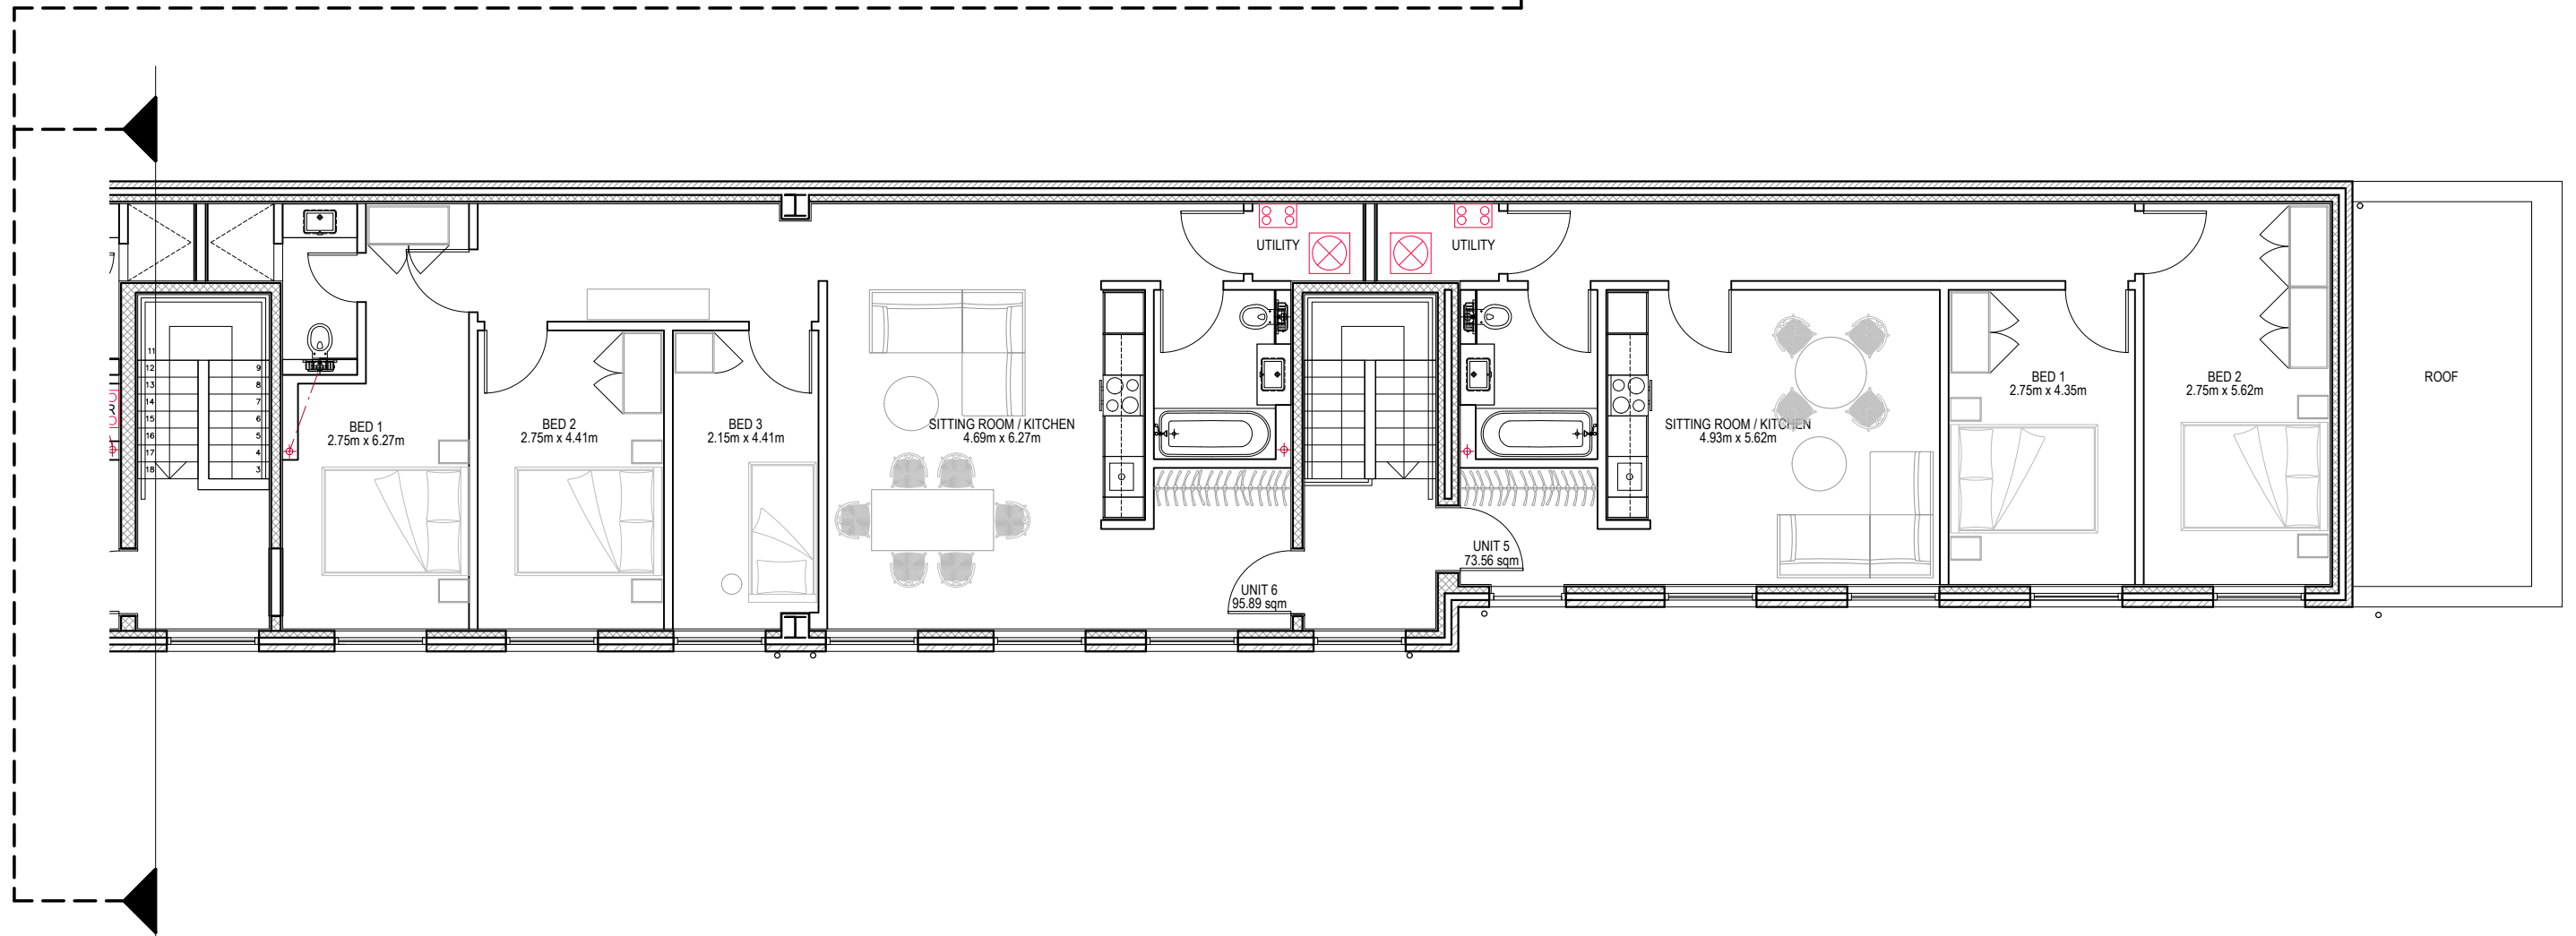 UTILITY
UTILITY
11
12
13
14
15
16
17
18
9
8
7
6
5
4
3
R
BED 1
2.75m x 6.27m
BED 2
2.75m x 4.41m
BED 3
2.15m x 4.41m
SITTING ROOM / KITCHEN
4.69m x 6.27m
SITTING ROOM / KITCHEN
4.93m x 5.62m
BED 1
2.75m x 4.35m
BED 2
2.75m x 5.62m
ROOF
UNIT 6
95.89 sqm
UNIT 5
73.56 sqm